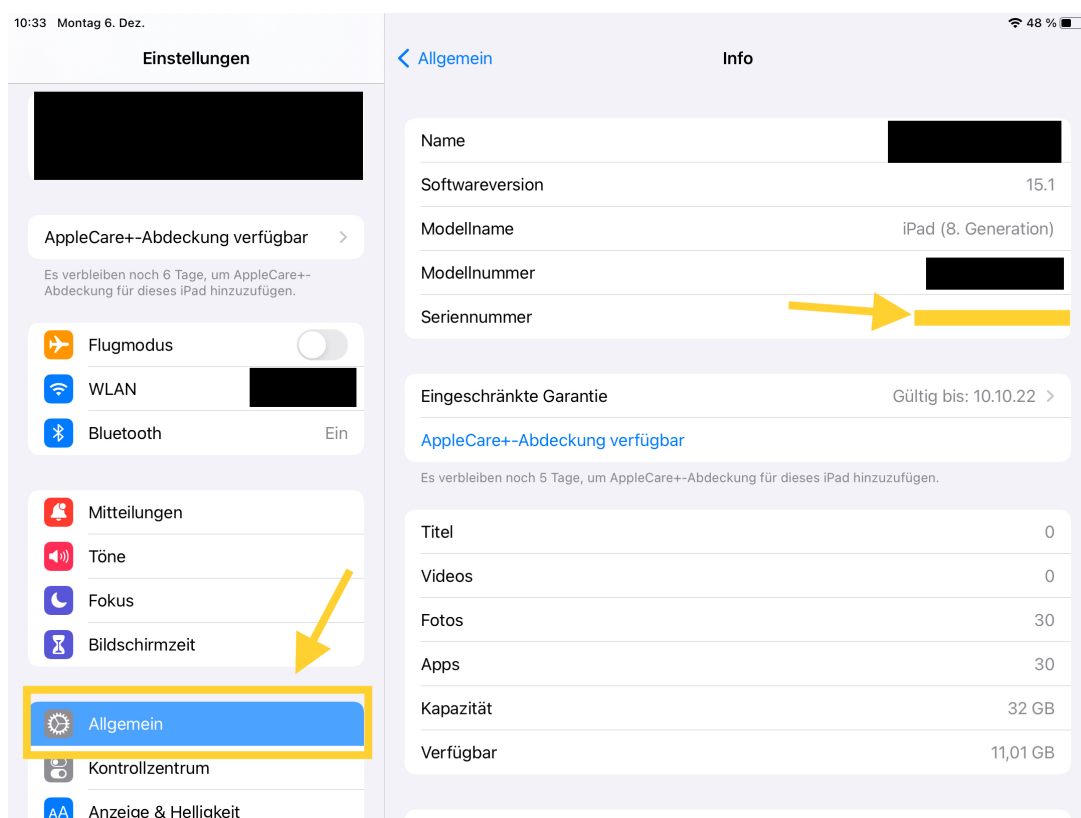 10:33 Montag 6. Dez.
48 %
Einstellungen
AppleCare+-Abdeckung verfügbar
Es verbleiben noch 6 Tage, um AppleCare+-
Abdeckung für dieses iPad hinzuzufügen.
Flugmodus
WLAN
Bluetooth Ein
Mitteilungen
Töne
Fokus
Bildschirmzeit
Allgemein
Kontrollzentrum
AA Anzeige & Helligkeit
Allgemein
Info
Name
Softwareversion 15.1
Modellname iPad (8. Generation)
Modellnummer
Seriennummer
Eingeschränkte Garantie Gültig bis: 10.10.22
AppleCare+-Abdeckung verfügbar
Es verbleiben noch 5 Tage, um AppleCare+-Abdeckung für dieses iPad hinzuzufügen.
Titel 0
Videos 0
Fotos 30
Apps 30
Kapazität 32 GB
Verfügbar 11,01 GB